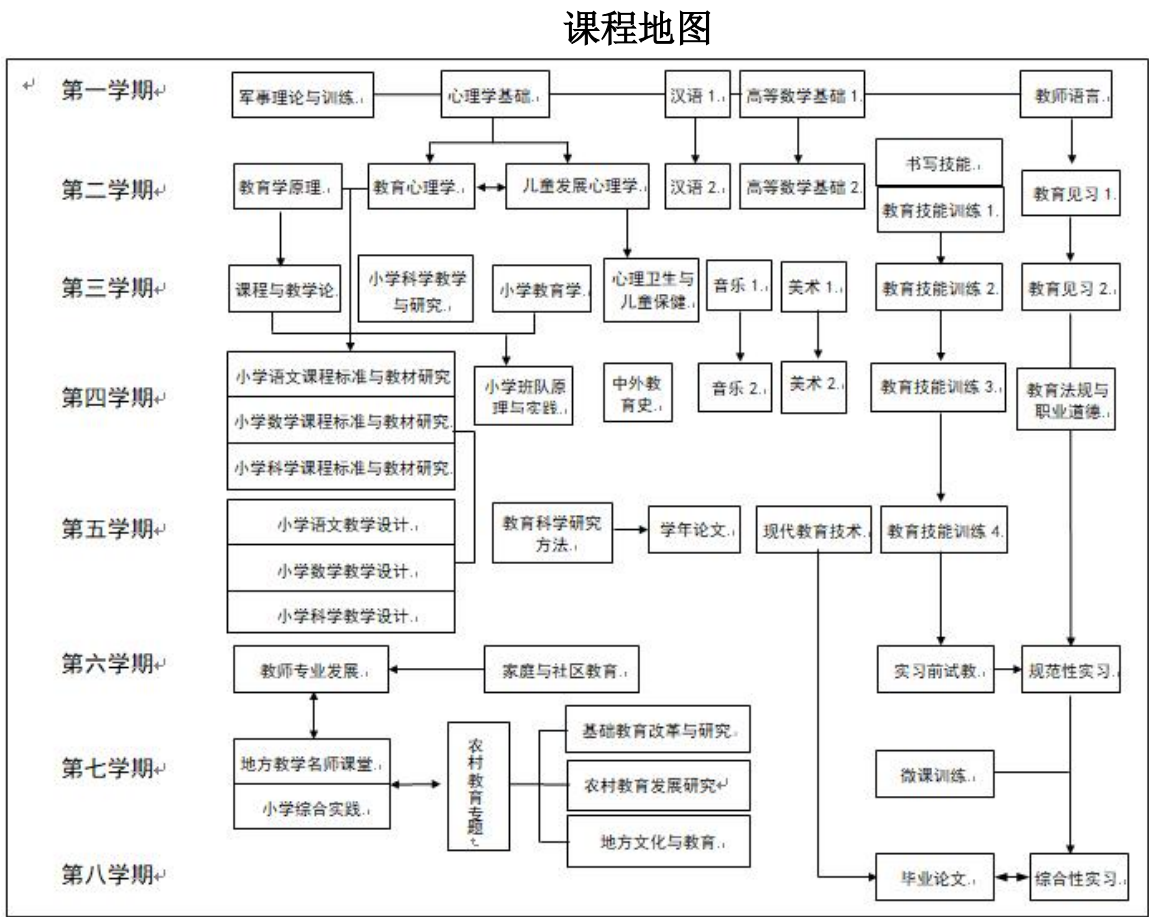 课程地图
第一学期
军事理论与训练
心理学基础
汉语 1
高等数学基础 1
教师语言
第二学期
教育学原理
教育心理学
儿童发展心理学
汉语 2
高等数学基础 2
书写技能
教育技能训练 1
教育见习 1
第三学期
课程与教学论
小学科学教学
与研究
小学教育学
心理卫生与
儿童保健
音乐 1
美术 1
教育技能训练 2
教育见习 2
第四学期
小学语文课程标准与教材研究
小学数学课程标准与教材研究
小学科学课程标准与教材研究
小学班队原
理与实践
中外教
育史
音乐 2
美术 2
教育技能训练 3
教育法规与
职业道德
第五学期
小学语文教学设计
小学数学教学设计
小学科学教学设计
教育科学研究
方法
学年论文
现代教育技术
教育技能训练 4
第六学期
教师专业发展
家庭与社区教育
实习前试教
规范性实习
第七学期
地方教学名师课堂
小学综合实践
农村教育专题
基础教育改革与研究
农村教育发展研究
地方文化与教育
微课训练
第八学期
毕业论文
综合性实习